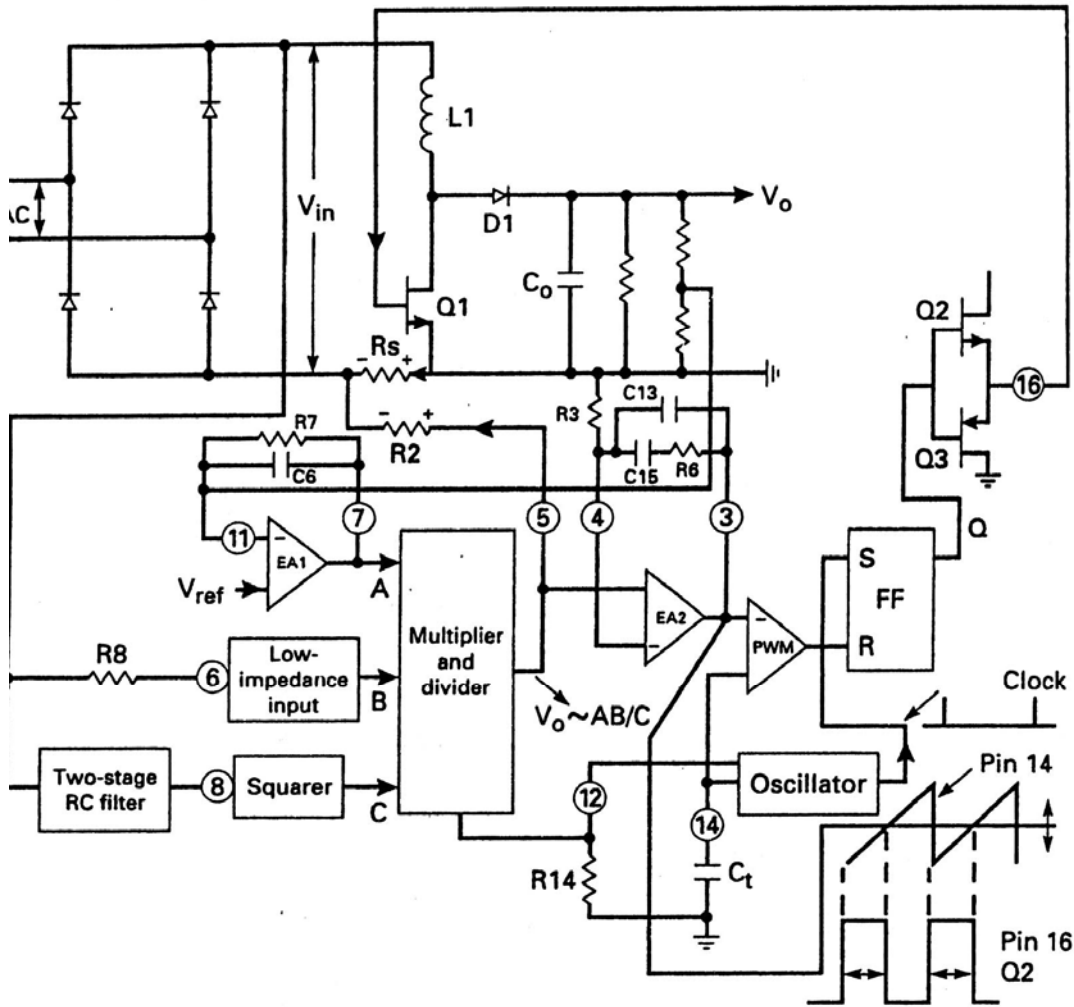 L1
AC
Vin
D1
Vo
Co
Q1
Q2
Rs
- +
16
C13
R3
R7
- +
R2
C6
C15
R6
Q3
7
5
4
3
Q
11
-
EA1
S
Vref
A
FF
EA2
-
-
PWM
R
Multiplier
and
divider
R8
6
Low-
impedance
input
B
Clock
Vo~AB/C
Pin 14
Two-stage
RC filter
8
Squarer
C
12
Oscillator
14
R14
Ct
Pin 16
Q2